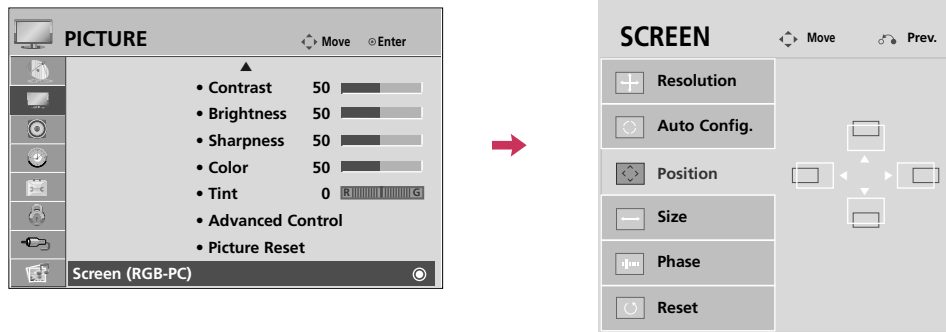 PICTURE Move Enter
• Contrast 50
• Brightness 50
• Sharpness 50
• Color 50
• Tint 0 R G
• Advanced Control
• Picture Reset
Screen (RGB-PC)
SCREEN Move Prev.
Resolution
Auto Config.
Position
Size
Phase
Reset